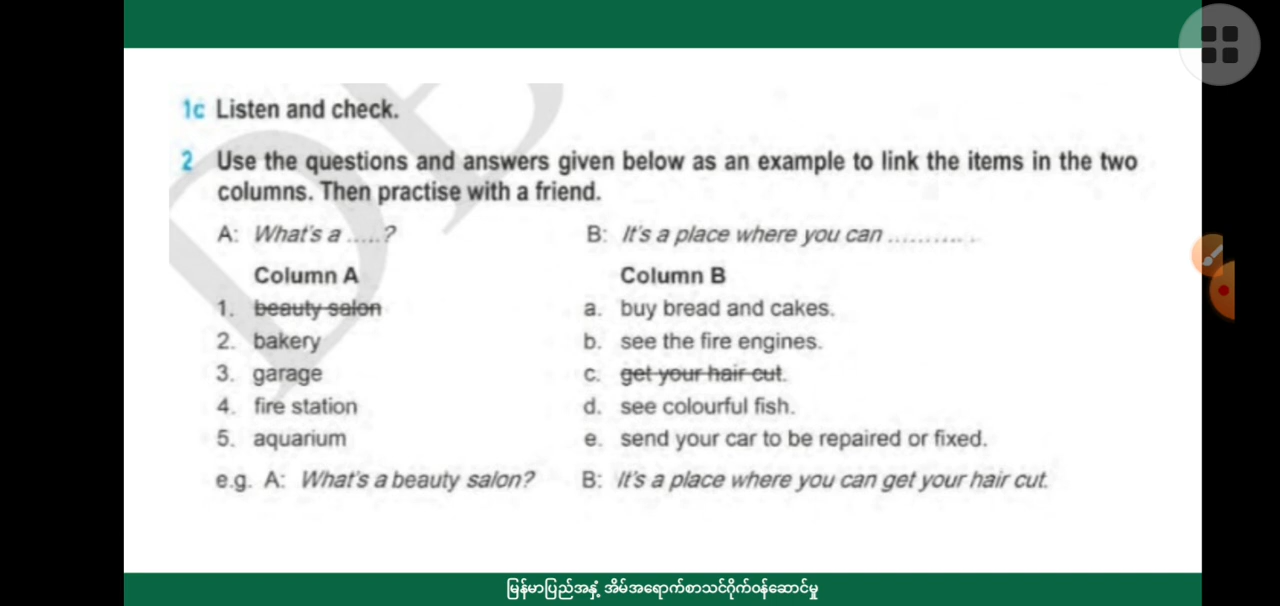 1c Listen and check.
2 Use the questions and answers given below as an example to link the items in the two
columns. Then practise with a friend.
A: What's a .....? B: It's a place where you can ........... .
Column A Column B
1. beauty salon a. buy bread and cakes.
2. bakery b. see the fire engines.
3. garage c. get your hair cut.
4. fire station d. see colourful fish.
5. aquarium e. send your car to be repaired or fixed.
e.g. A: What's a beauty salon? B: It's a place where you can get your hair cut.
မြန်မာပြည်အနှံ့ အိမ်အရောက်စာသင်ဝိုက်ဝန်ဆောင်မှု